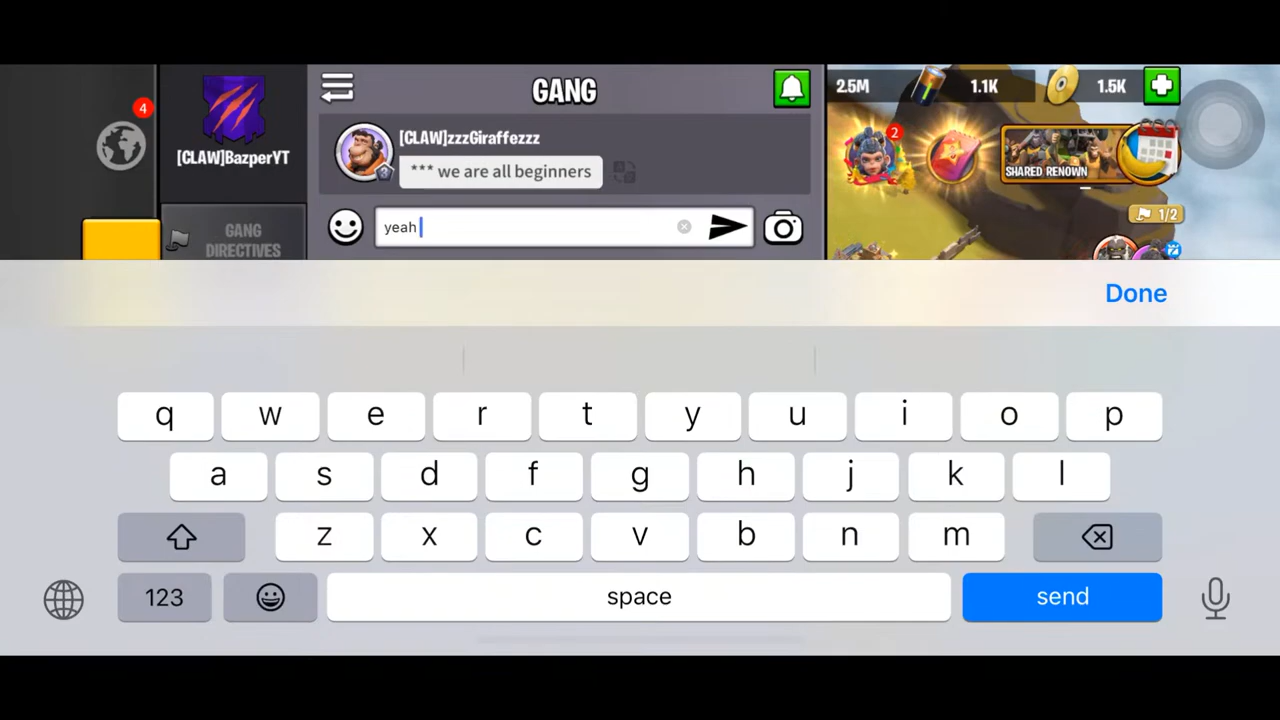 4
[CLAW]BazperYT
GANG
DIRECTIVES
GANG
[CLAW]zzzGiraffezzz
*** we are all beginners
yeah
2.5M
1.1K
1.5K
2
SHARED RENOWN
1/2
Done
q w e r t y u i o p
a s d f g h j k l
z x c v b n m
123
space
send